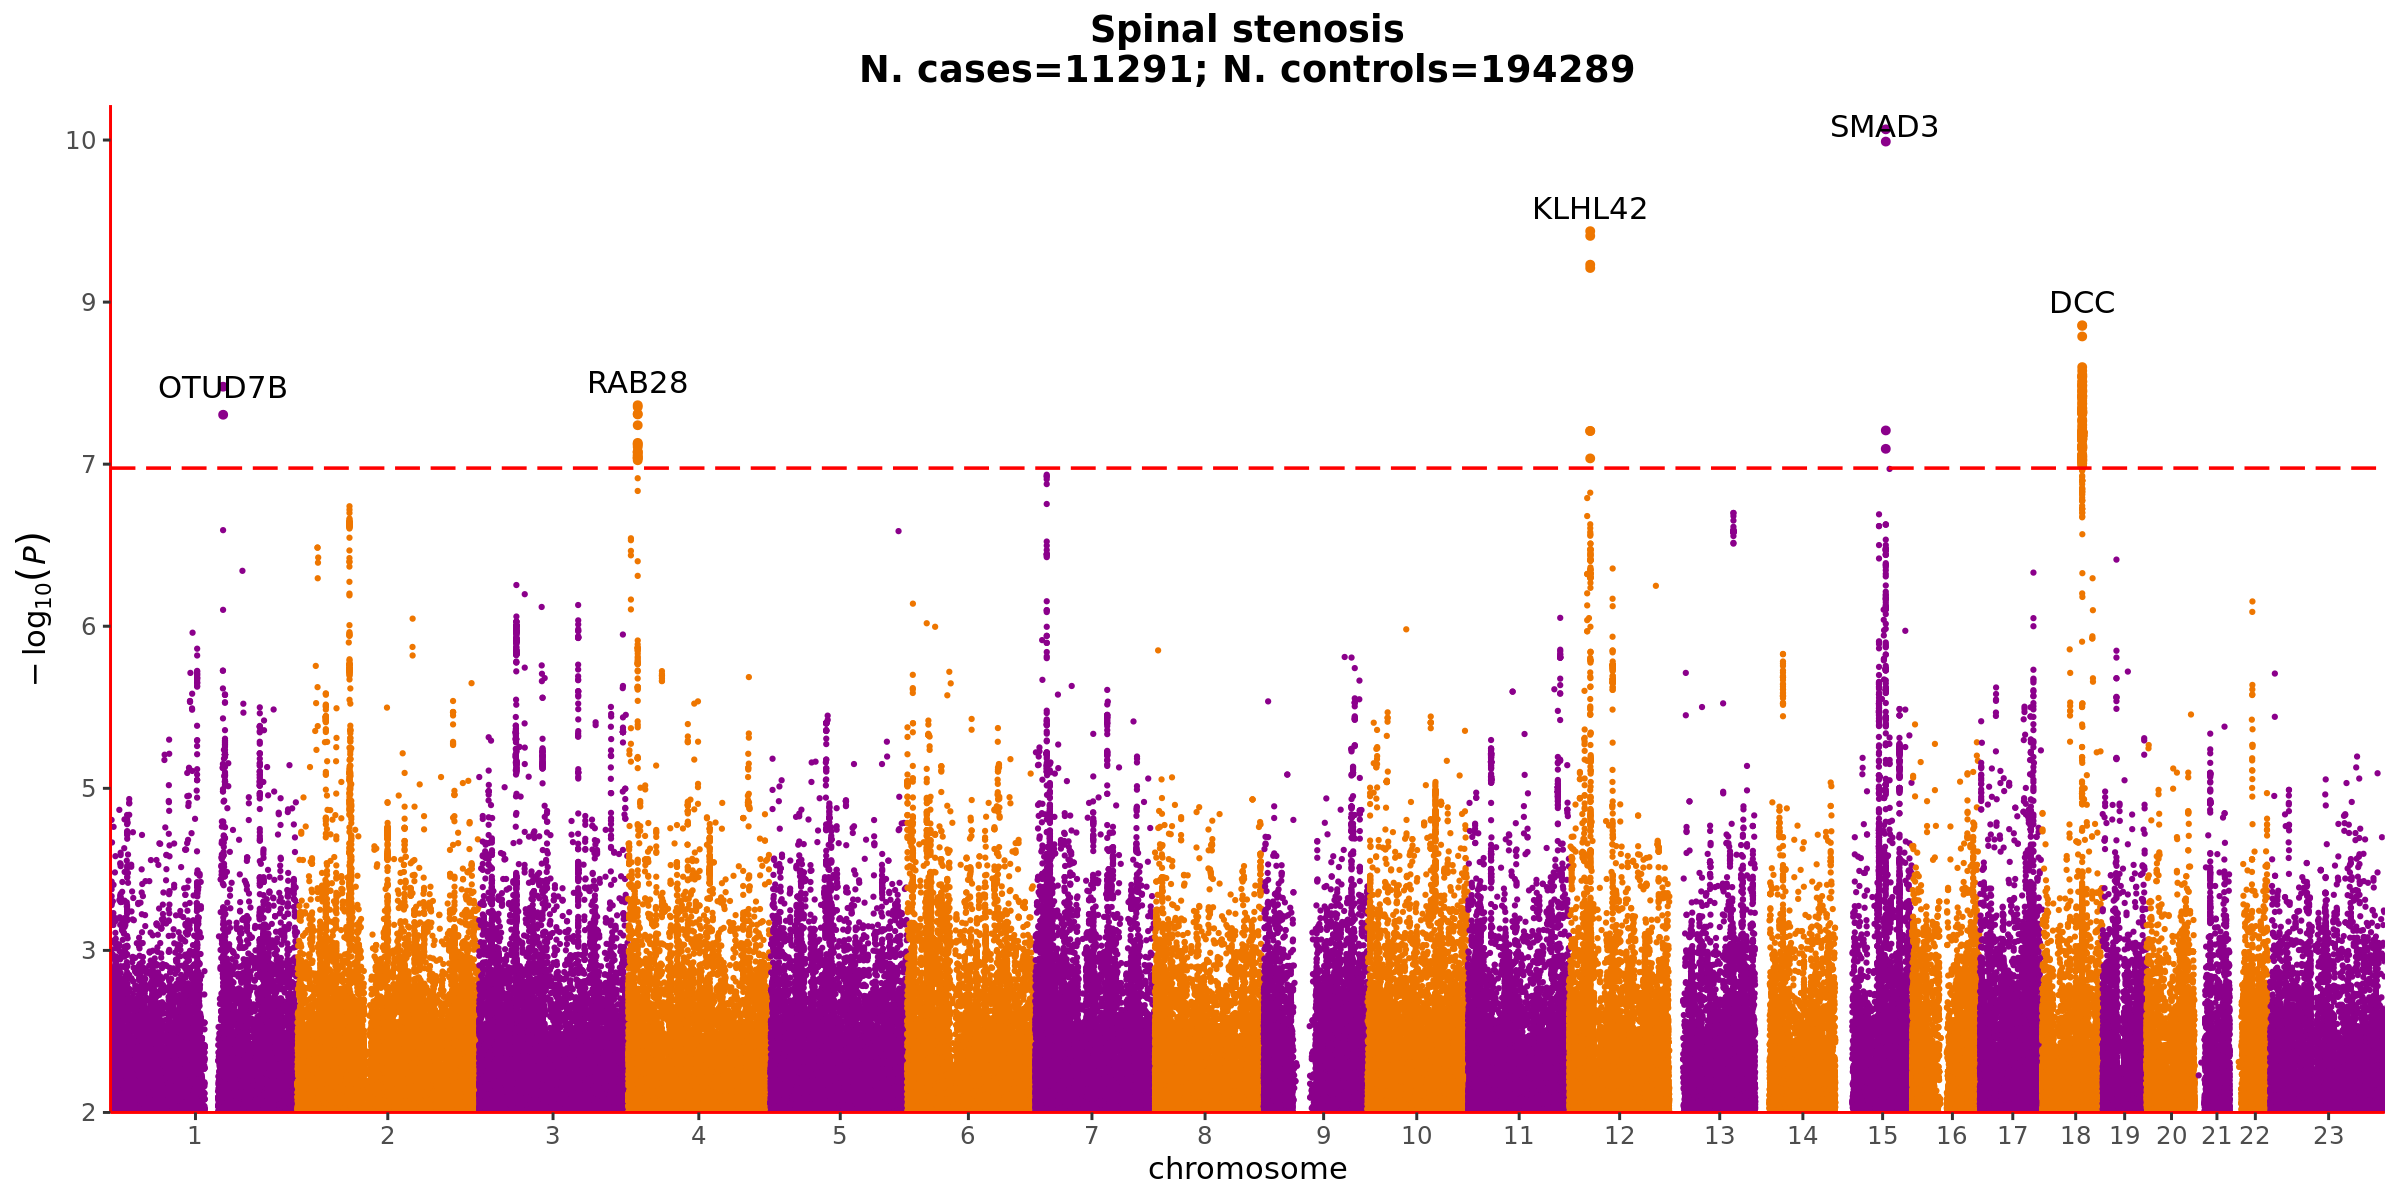 Spinal stenosis
N. cases=11291; N. controls=194289
10
9
7
6
5
3
2
− log10(P)
SMAD3
KLHL42
DCC
OTUD7B
RAB28
1 2 3 4 5 6 7 8 9 10 11 12 13 14 15 16 17 18 19 20 21 22 23
chromosome